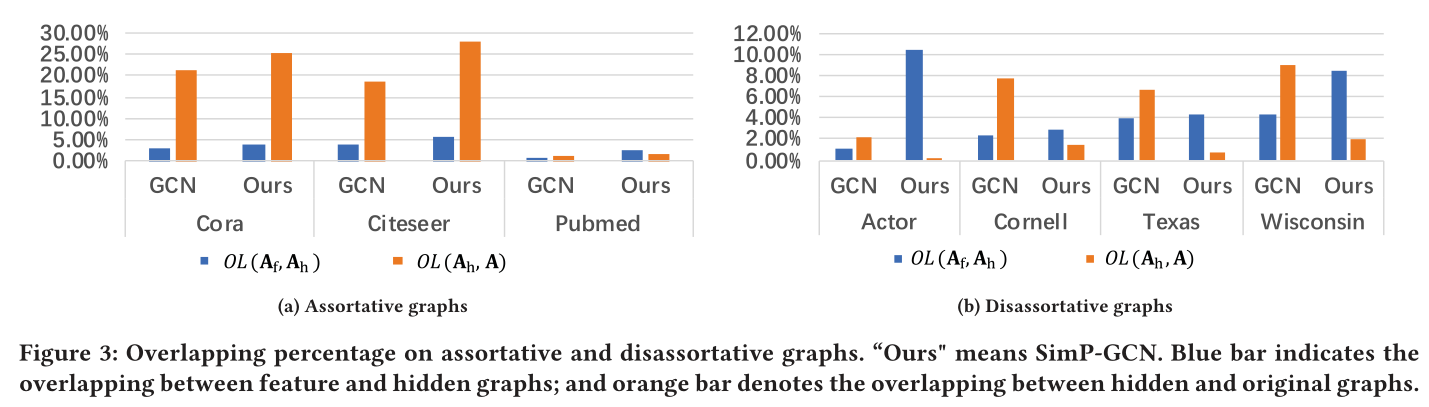 30.00%
25.00%
20.00%
15.00%
10.00%
5.00%
0.00%
GCN Ours GCN Ours GCN Ours
Cora Citeseer Pubmed
OL(Af, Ah) OL(Ah, A)
(a) Assortative graphs
12.00%
10.00%
8.00%
6.00%
4.00%
2.00%
0.00%
GCN Ours GCN Ours GCN Ours GCN Ours
Actor Cornell Texas Wisconsin
OL(Af, Ah) OL(Ah, A)
(b) Disassortative graphs
Figure 3: Overlapping percentage on assortative and disassortative graphs. “Ours" means SimP-GCN. Blue bar indicates the
overlapping between feature and hidden graphs; and orange bar denotes the overlapping between hidden and original graphs.